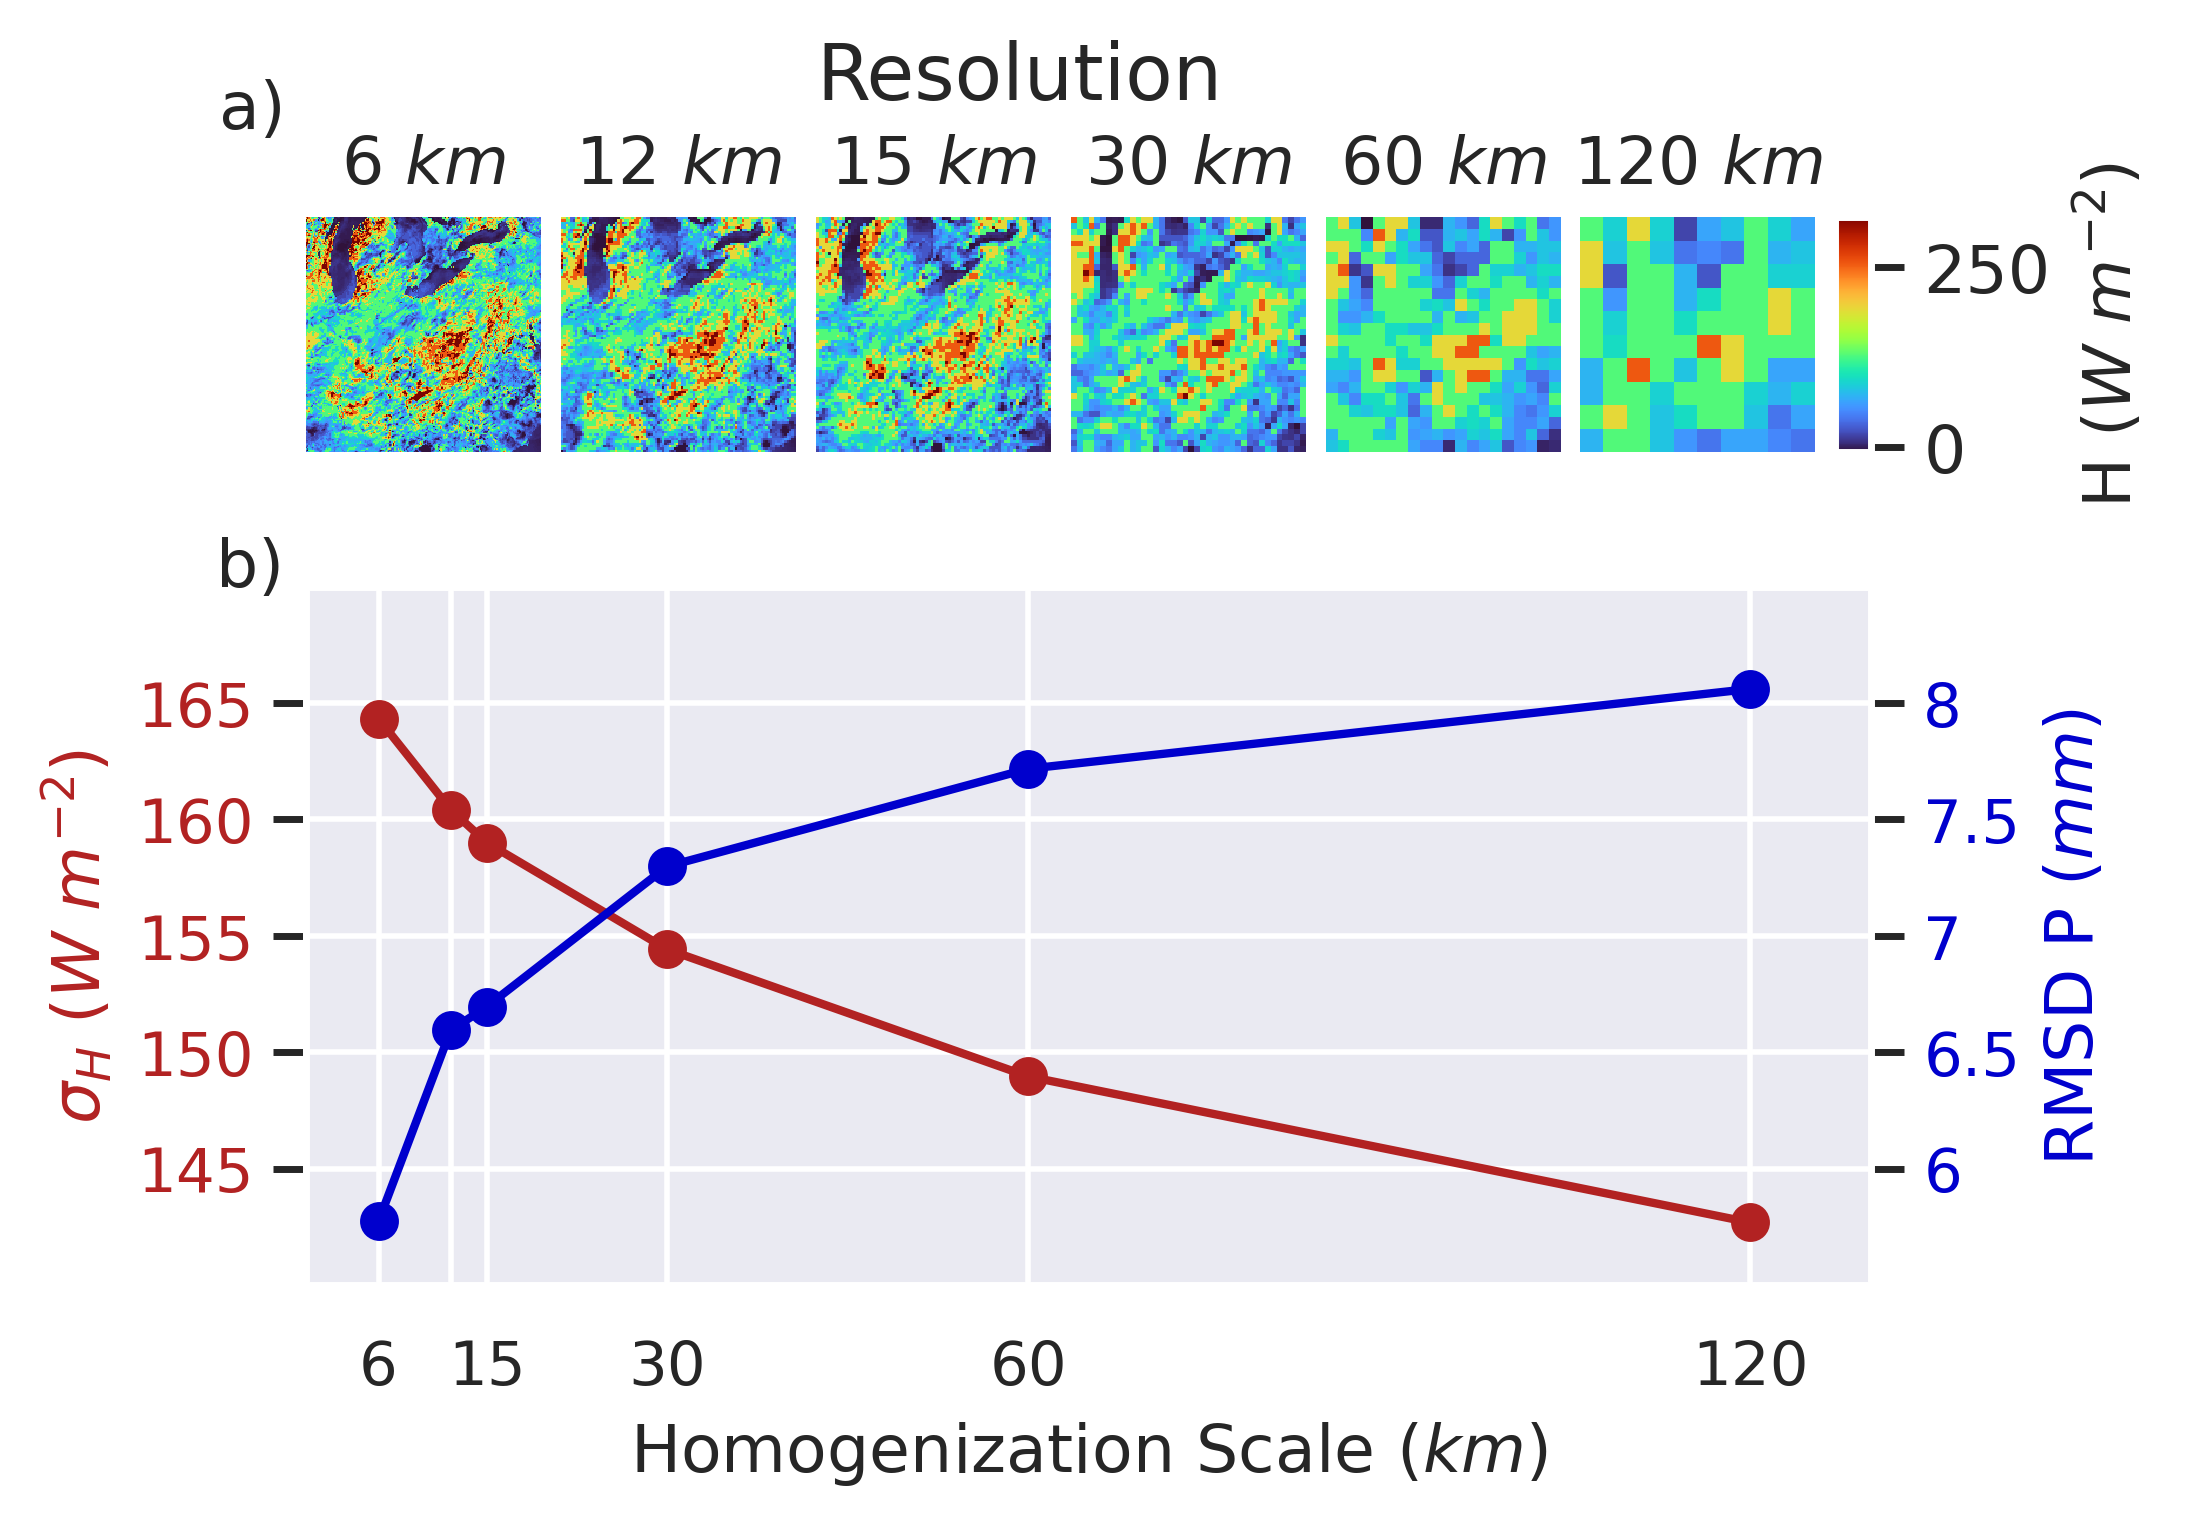 Resolution
a)
6 km
12 km
15 km
30 km
60 km
120 km
250
0
H (W m⁻²)
b)
165
160
155
150
145
σ_H (W m⁻²)
8
7.5
7
6.5
6
RMSD P (mm)
6
15
30
60
120
Homogenization Scale (km)